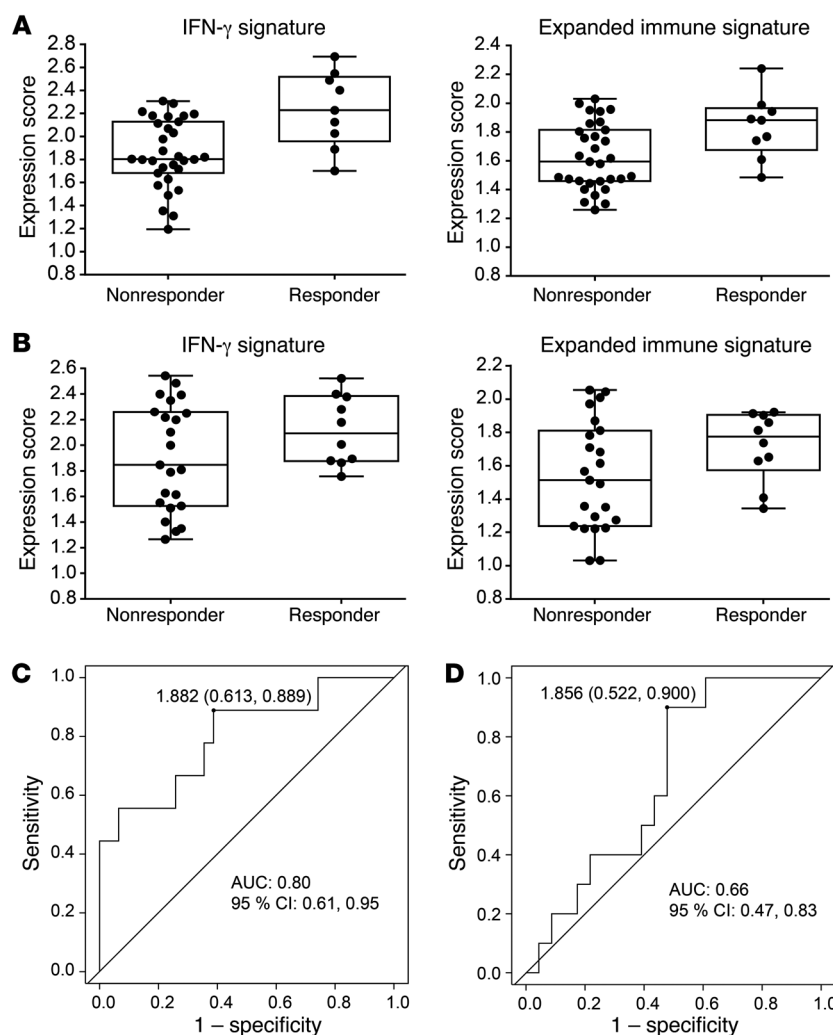 A
IFN-γ signature
Expanded immune signature
Expression score
2.8
2.6
2.4
2.2
2.0
1.8
1.6
1.4
1.2
1.0
0.8
Nonresponder Responder
Expression score
2.4
2.2
2.0
1.8
1.6
1.4
1.2
1.0
0.8
Nonresponder Responder
B
IFN-γ signature
Expanded immune signature
Expression score
2.6
2.4
2.2
2.0
1.8
1.6
1.4
1.2
1.0
0.8
Nonresponder Responder
Expression score
2.2
2.0
1.8
1.6
1.4
1.2
1.0
0.8
Nonresponder Responder
C
Sensitivity
1.0
0.8
0.6
0.4
0.2
0.0
1.882 (0.613, 0.889)
AUC: 0.80
95 % CI: 0.61, 0.95
0.0 0.2 0.4 0.6 0.8 1.0
1 – specificity
D
Sensitivity
1.0
0.8
0.6
0.4
0.2
0.0
1.856 (0.522, 0.900)
AUC: 0.66
95 % CI: 0.47, 0.83
0.0 0.2 0.4 0.6 0.8 1.0
1 – specificity